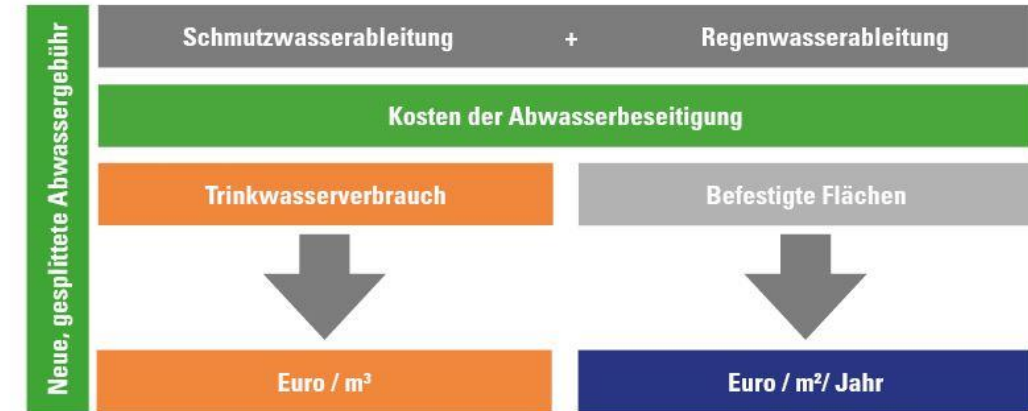 Neue, gesplittete Abwassergebühr
Schmutzwasserableitung + Regenwasserableitung
Kosten der Abwasserbeseitigung
Trinkwasserverbrauch
Befestigte Flächen
Euro / m³
Euro / m²/ Jahr